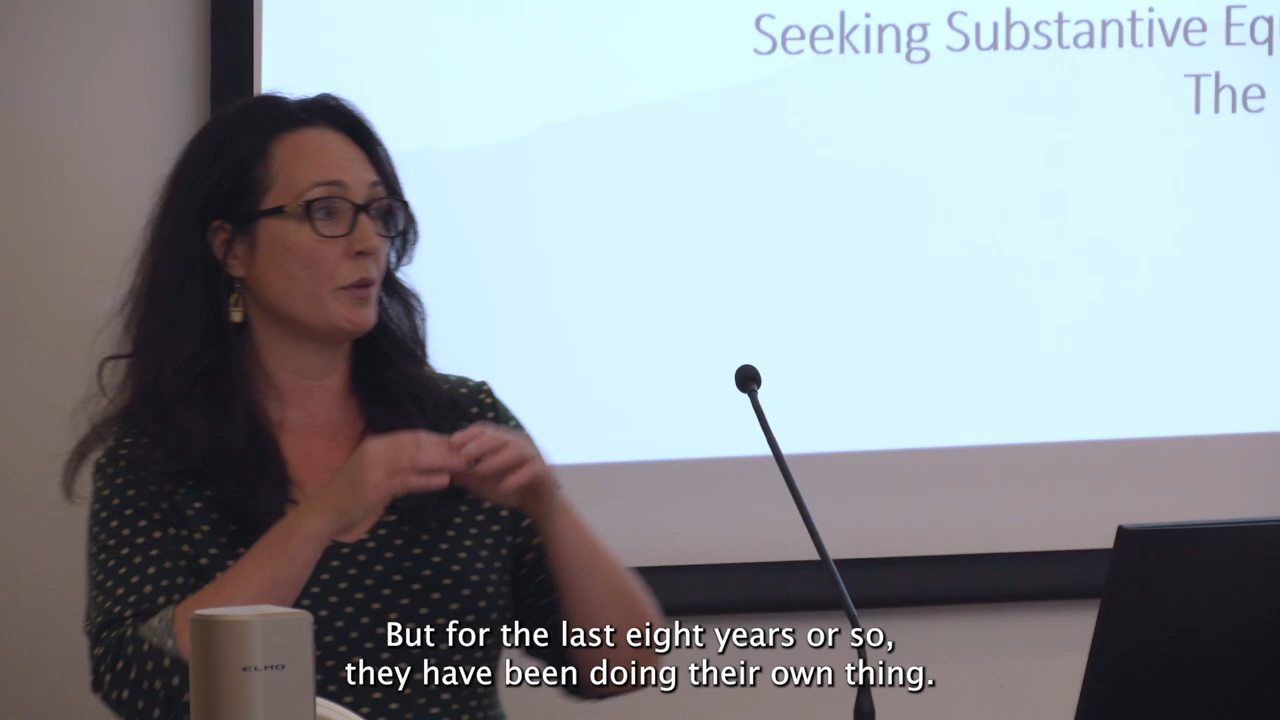 Seeking Substantive Eq
The
ELMO
But for the last eight years or so,
they have been doing their own thing.